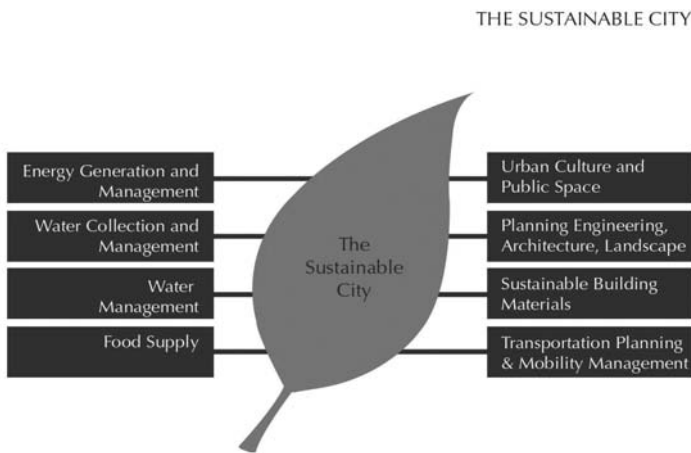 THE SUSTAINABLE CITY
Energy Generation and
Management
Water Collection and
Management
Water
Management
Food Supply
The
Sustainable
City
Urban Culture and
Public Space
Planning Engineering,
Architecture, Landscape
Sustainable Building
Materials
Transportation Planning
& Mobility Management